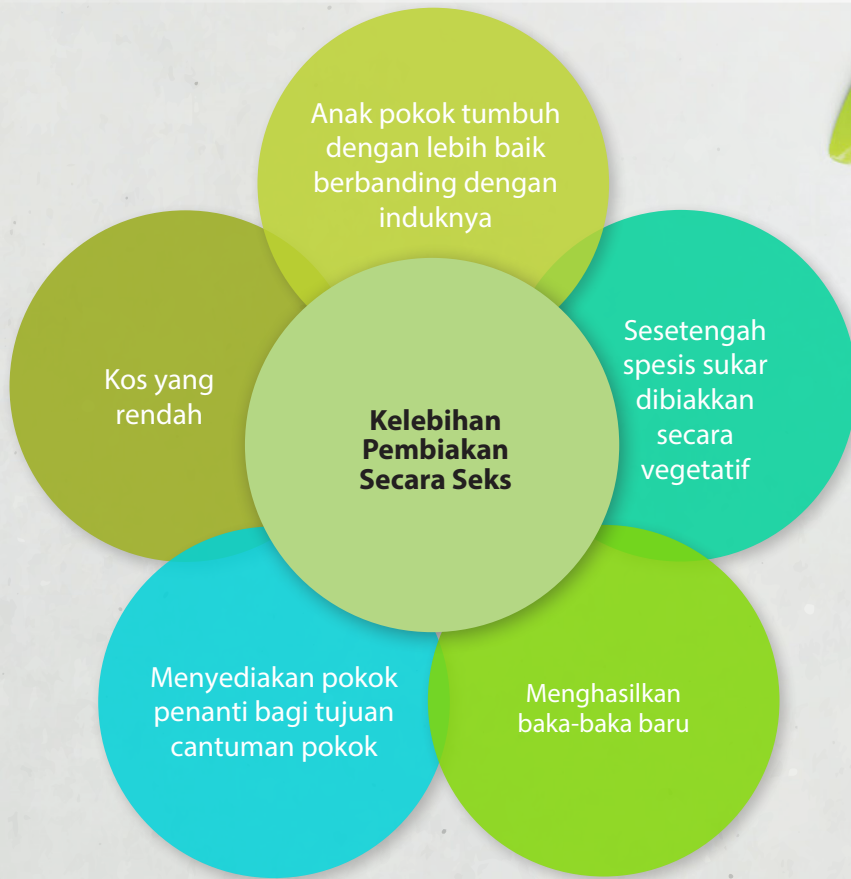 Anak pokok tumbuh
dengan lebih baik
berbanding dengan
induknya
Sesetengah
spesis sukar
dibiakkan
secara
vegetatif
Kos yang
rendah
Kelebihan
Pembiakan
Secara Seks
Menyediakan pokok
penanti bagi tujuan
cantuman pokok
Menghasilkan
baka-baka baru